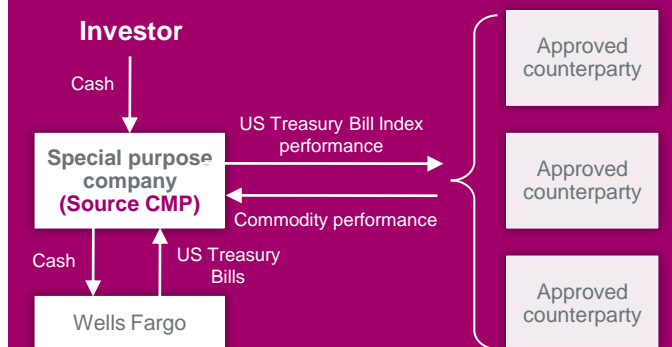 Investor
Cash
Special purpose
company
(Source CMP)
US Treasury Bill Index
performance
Commodity performance
Cash
US Treasury
Bills
Wells Fargo
Approved
counterparty
Approved
counterparty
Approved
counterparty